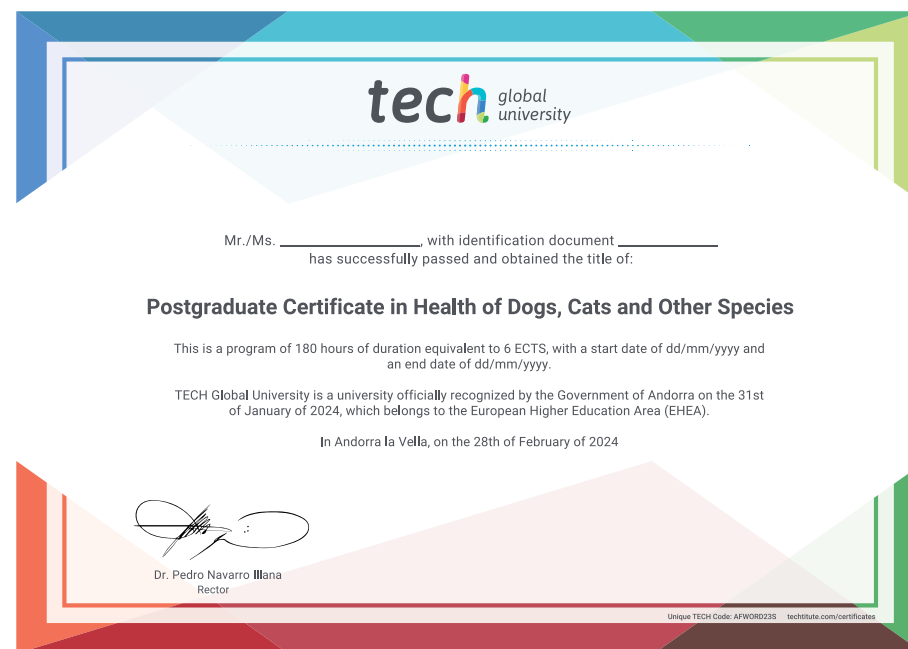 tech global university
Mr./Ms. ____________________, with identification document ______________
has successfully passed and obtained the title of:
Postgraduate Certificate in Health of Dogs, Cats and Other Species
This is a program of 180 hours of duration equivalent to 6 ECTS, with a start date of dd/mm/yyyy and
an end date of dd/mm/yyyy.
TECH Global University is a university officially recognized by the Government of Andorra on the 31st
of January of 2024, which belongs to the European Higher Education Area (EHEA).
In Andorra la Vella, on the 28th of February of 2024
Dr. Pedro Navarro Illana
Rector
Unique TECH Code: AFWORD23S techtitute.com/certificates